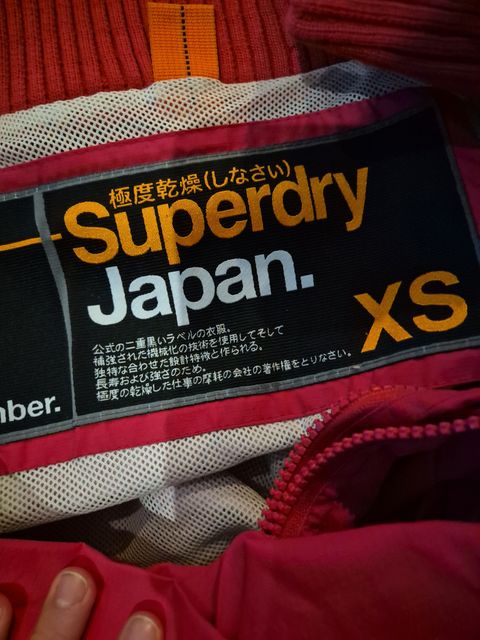 極度乾燥(しなさい)
Superdry
Japan.
XS
公式の二重黒いラベルの衣服。
補強された機械化の技術を使用してそして
独特な合わせた設計特徴と作られる。
長寿および強さのため。
極度の乾燥した仕事の摩耗の会社の著作権をとりなさい。
nber.